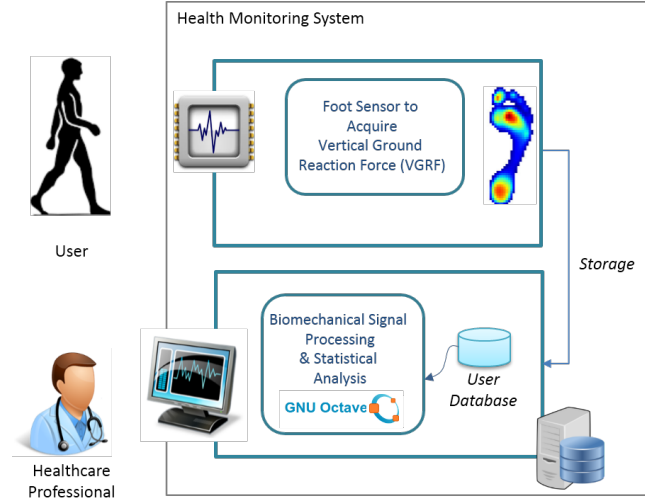 Health Monitoring System
Foot Sensor to
Acquire
Vertical Ground
Reaction Force (VGRF)
User
Storage
Biomechanical Signal
Processing
& Statistical
Analysis
GNU Octave
User
Database
Healthcare
Professional